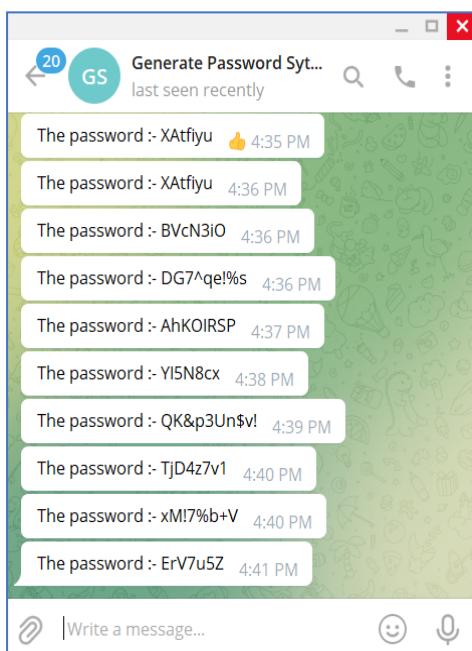 20
GS
Generate Password Syt...
last seen recently
The password :- XAtfiyu 👍 4:35 PM
The password :- XAtfiyu 4:36 PM
The password :- BVcN3iO 4:36 PM
The password :- DG7^qe!%s 4:36 PM
The password :- AhKOIRSP 4:37 PM
The password :- YI5N8cx 4:38 PM
The password :- QK&p3Un$v! 4:39 PM
The password :- TjD4z7v1 4:40 PM
The password :- xM!7%b+V 4:40 PM
The password :- ErV7u5Z 4:41 PM
Write a message...